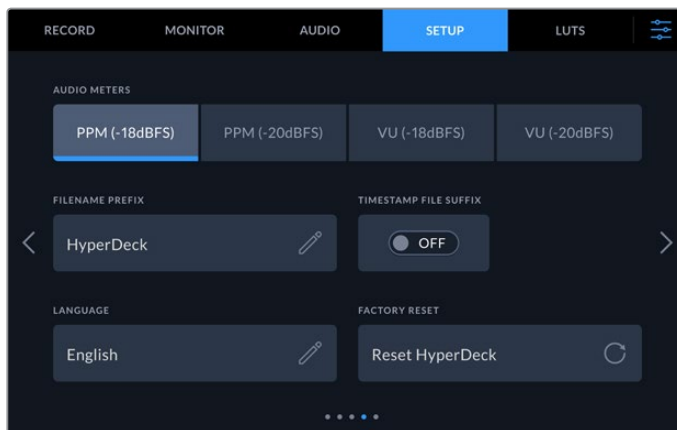 RECORD MONITOR AUDIO SETUP LUTS
AUDIO METERS
PPM (-18dBFS) PPM (-20dBFS) VU (-18dBFS) VU (-20dBFS)
FILENAME PREFIX TIMESTAMP FILE SUFFIX
HyperDeck OFF
LANGUAGE FACTORY RESET
English Reset HyperDeck